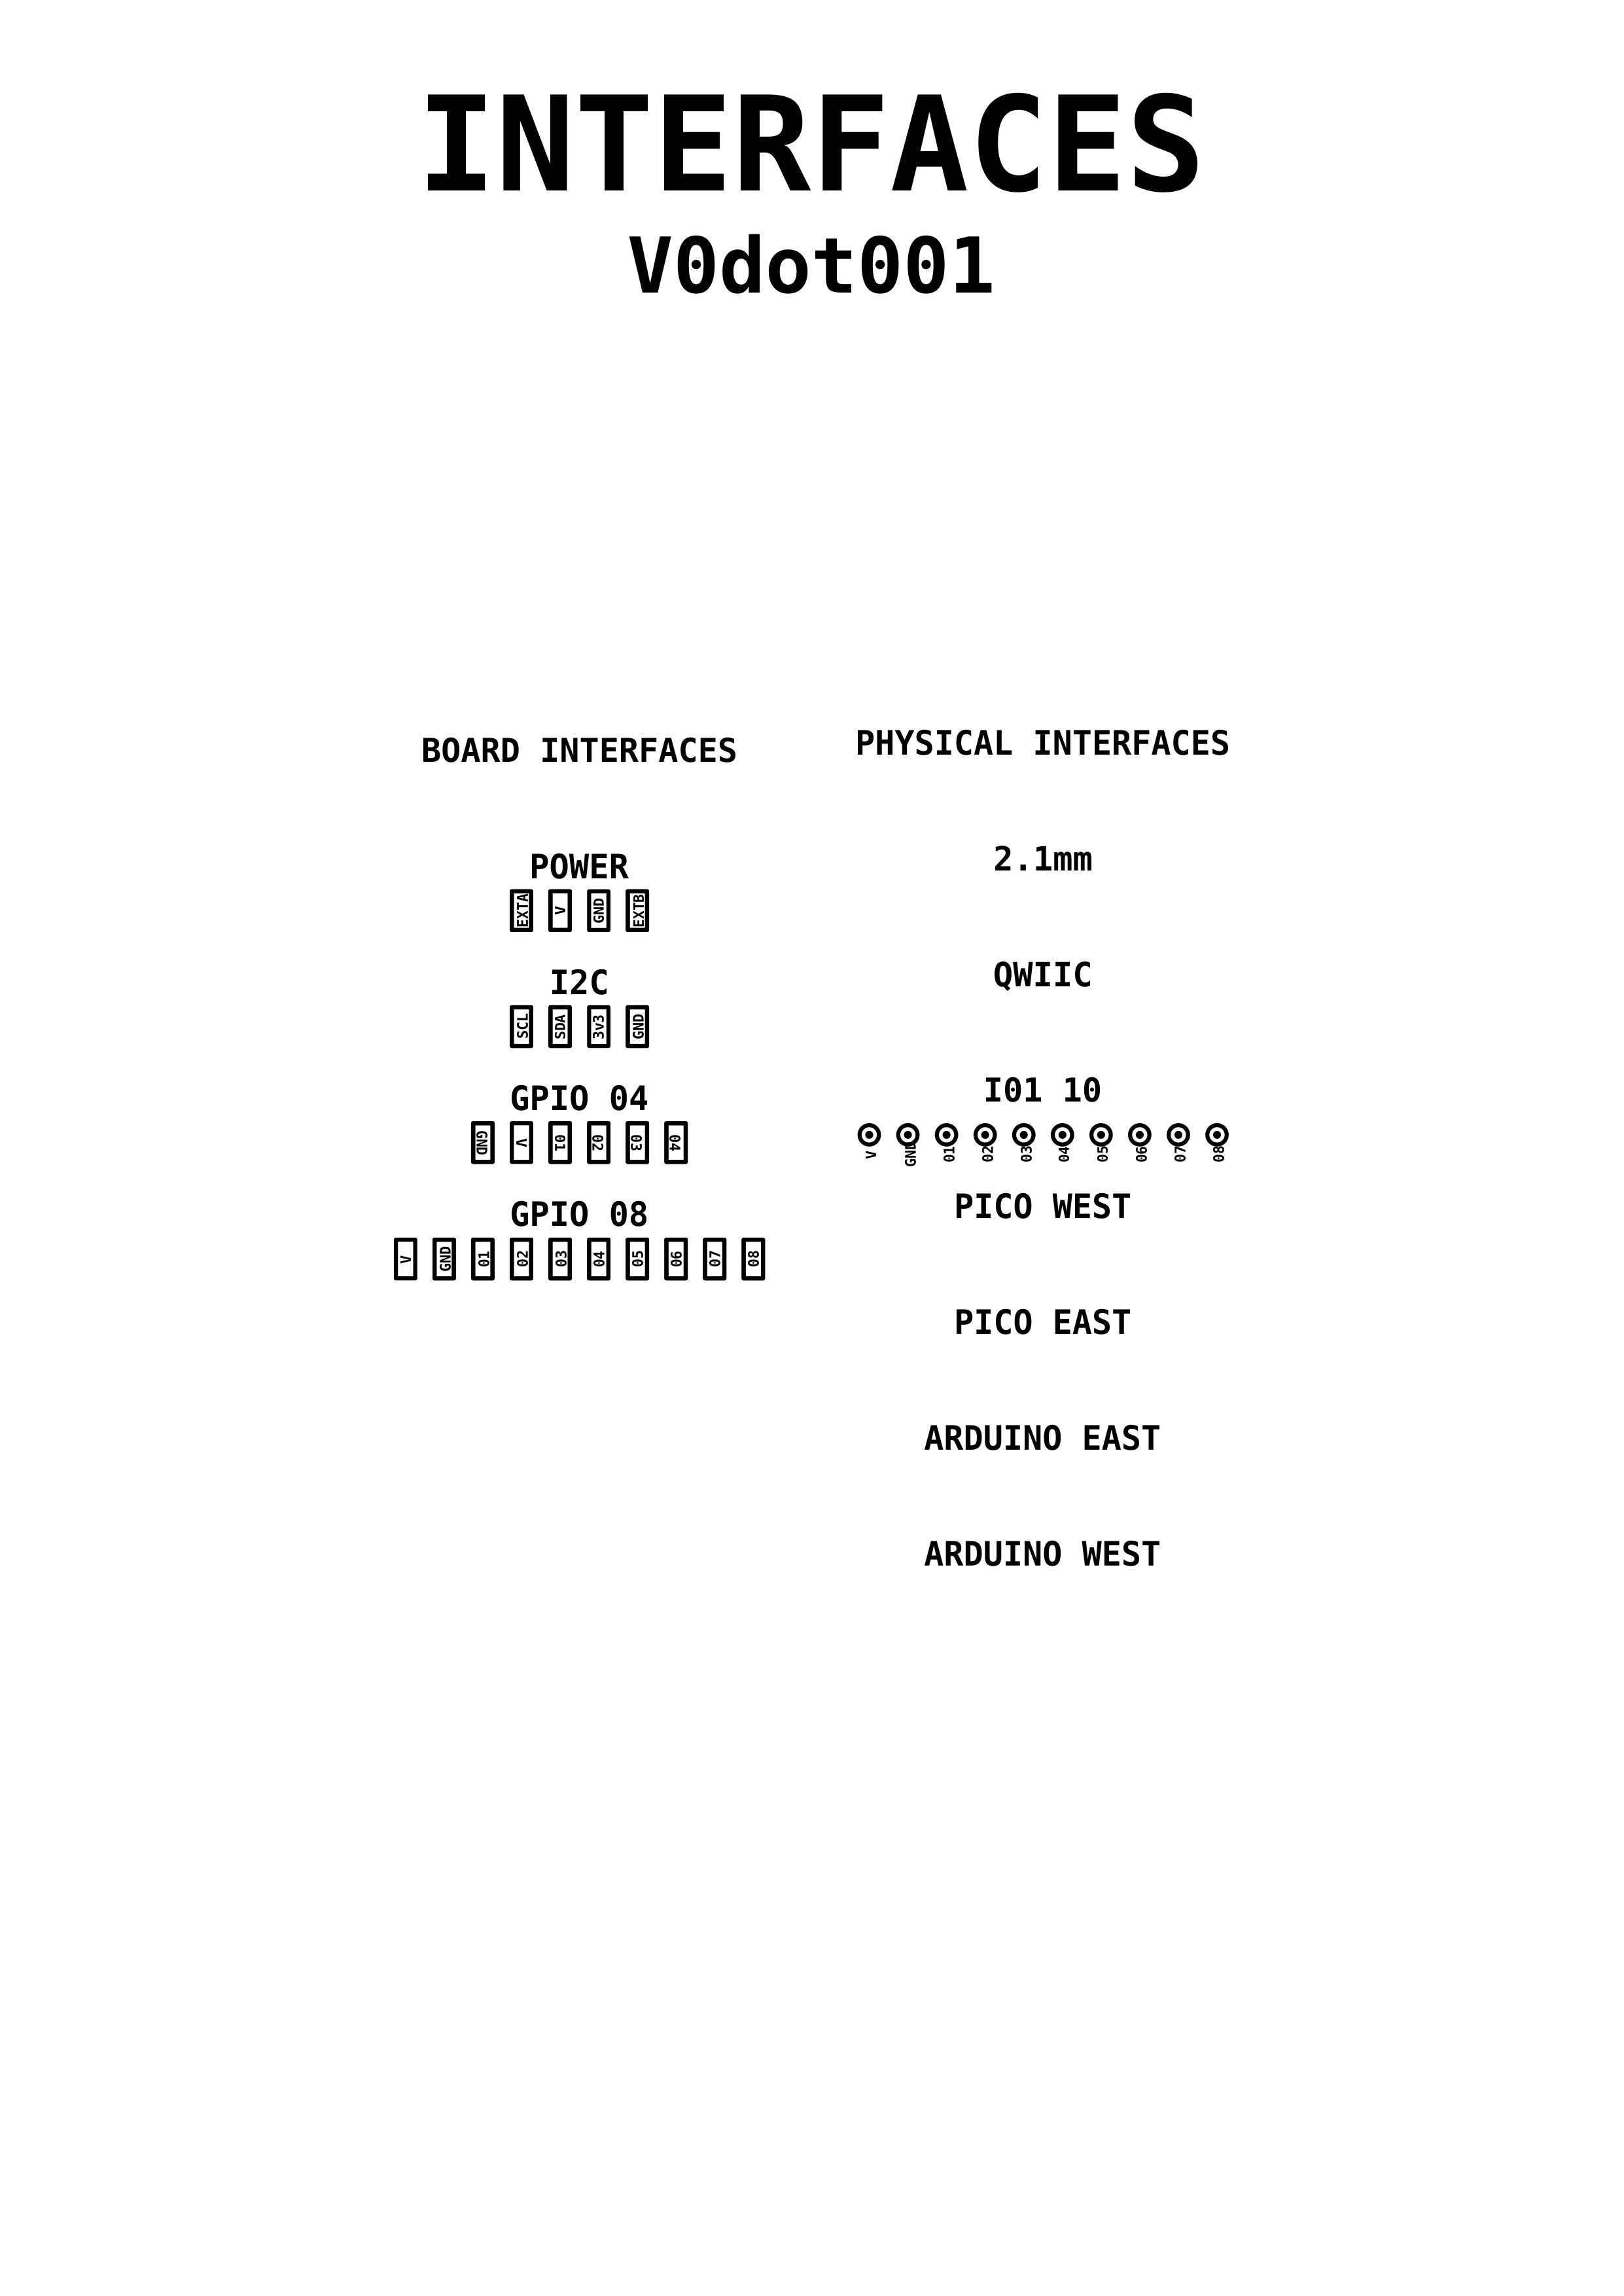 INTERFACES
V0dot001
BOARD INTERFACES
POWER
EXTA V GND EXTB
I2C
SCL SDA 3v3 GND
GPIO 04
GND V 01 02 03 04
GPIO 08
V GND 01 02 03 04 05 06 07 08
PHYSICAL INTERFACES
2.1mm
QWIIC
I01 10
V GND 01 02 03 04 05 06 07 08
PICO WEST
PICO EAST
ARDUINO EAST
ARDUINO WEST